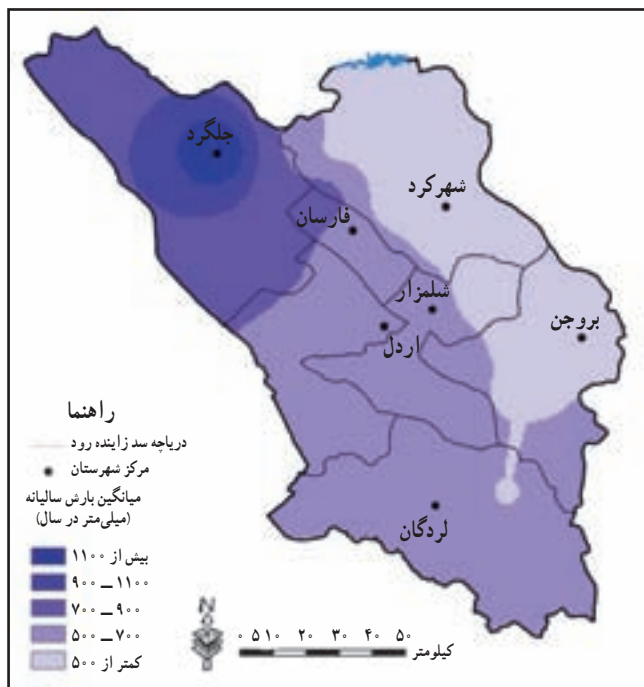 چلگرد
شهرکرد
فارسان
شلمزار
اردل
بروجن
لردگان
راهنما
دریاچه سد زاینده رود
مرکز شهرستان
میانگین بارش سالیانه
(میلی‌متر در سال)
بیش از ۱۱۰۰
۹۰۰ – ۱۱۰۰
۷۰۰ – ۹۰۰
۵۰۰ – ۷۰۰
کمتر از ۵۰۰
N
۰ ۵ ۱۰ ۲۰ ۳۰ ۴۰ ۵۰
کیلومتر